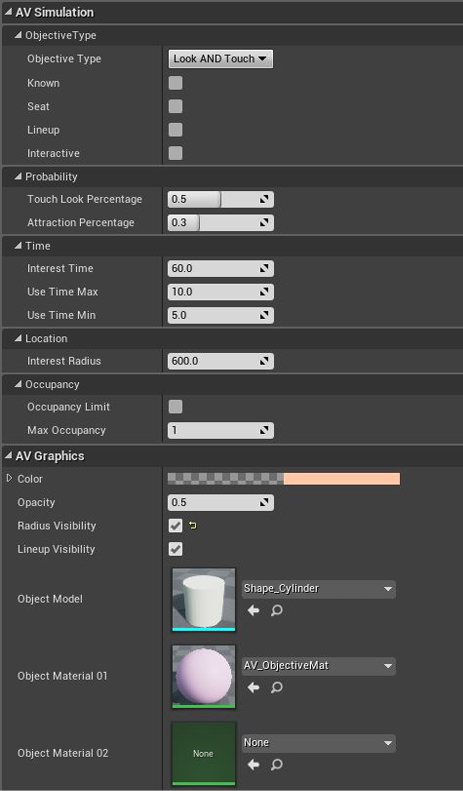 AV Simulation
ObjectiveType
Objective Type Look AND Touch
Known
Seat
Lineup
Interactive
Probability
Touch Look Percentage 0.5
Attraction Percentage 0.3
Time
Interest Time 60.0
Use Time Max 10.0
Use Time Min 5.0
Location
Interest Radius 600.0
Occupancy
Occupancy Limit
Max Occupancy 1
AV Graphics
Color
Opacity 0.5
Radius Visibility
Lineup Visibility
Object Model Shape_Cylinder
Object Material 01 AV_ObjectiveMat
Object Material 02 None None